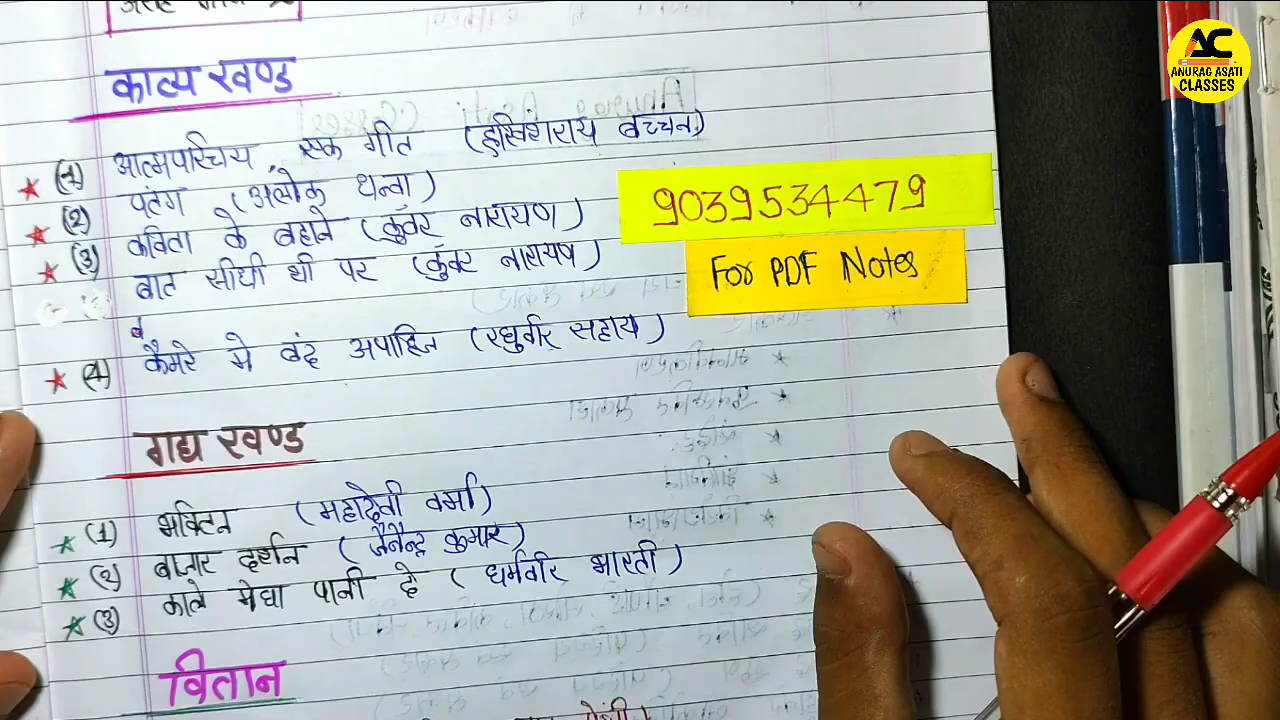 काव्य खण्ड
(1) आत्मपरिचय, एक गीत (हरिवंशराय बच्चन)
(2) पतंग (आलोक धन्वा)
(3) कविता के बहाने (कुँवर नारायण)
बात सीधी थी पर (कुँवर नारायण)
(4) कैमरे मे बंद अपाहिज (रघुवीर सहाय)
गद्य खण्ड
(1) भक्तिन (महादेवी वर्मा)
(2) बाजार दर्शन (जैनेन्द्र कुमार)
(3) काले मेघा पानी दे (धर्मवीर भारती)
वितान
9039534479
For PDF Notes
AC
ANURAG ASATI
CLASSES